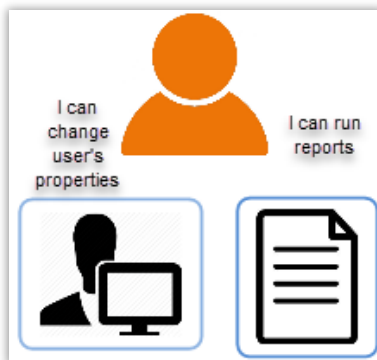 I can
change
user's
properties
I can run
reports